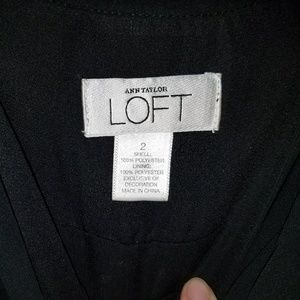 ANN TAYLOR
LOFT
2
SHELL:
100% POLYESTER
LINING:
100% POLYESTER
EXCLUSIVE OF
DECORATION
MADE IN CHINA